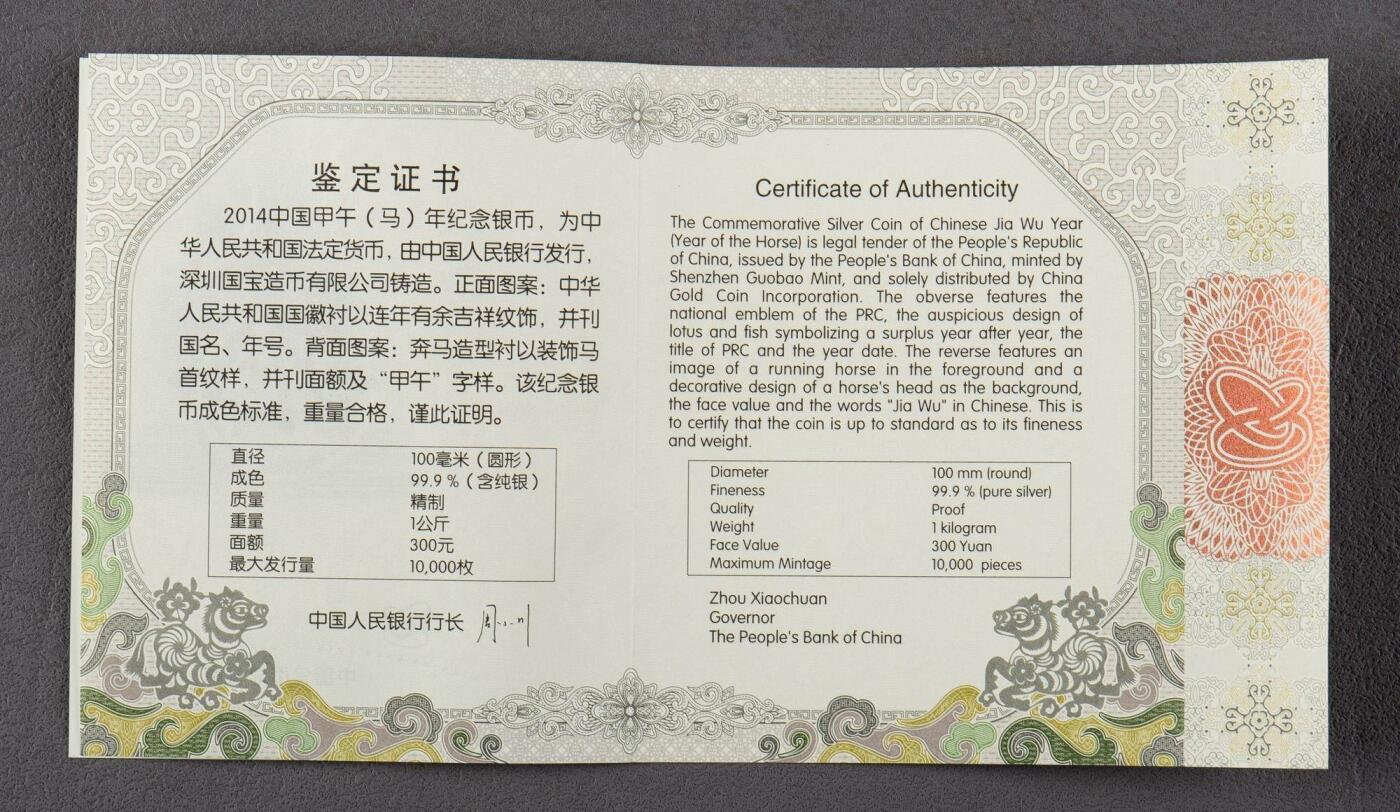 鉴定证书
2014中国甲午（马）年纪念银币，为中
华人民共和国法定货币，由中国人民银行发行，
深圳国宝造币有限公司铸造。正面图案：中华
人民共和国国徽衬以连年有余吉祥纹饰，并刊
国名、年号。背面图案：奔马造型衬以装饰马
首纹样，并刊面额及“甲午”字样。该纪念银
币成色标准，重量合格，谨此证明。
直径 100毫米（圆形）
成色 99.9％（含纯银）
质量 精制
重量 1公斤
面额 300元
最大发行量 10,000枚
中国人民银行行长 周小川
Certificate of Authenticity
The Commemorative Silver Coin of Chinese Jia Wu Year
(Year of the Horse) is legal tender of the People's Republic
of China, issued by the People's Bank of China, minted by
Shenzhen Guobao Mint, and solely distributed by China
Gold Coin Incorporation. The obverse features the
national emblem of the PRC, the auspicious design of
lotus and fish symbolizing a surplus year after year, the
title of PRC and the year date. The reverse features an
image of a running horse in the foreground and a
decorative design of a horse's head as the background,
the face value and the words "Jia Wu" in Chinese. This is
to certify that the coin is up to standard as to its fineness
and weight.
Diameter 100 mm (round)
Fineness 99.9 % (pure silver)
Quality Proof
Weight 1 kilogram
Face Value 300 Yuan
Maximum Mintage 10,000 pieces
Zhou Xiaochuan
Governor
The People's Bank of China